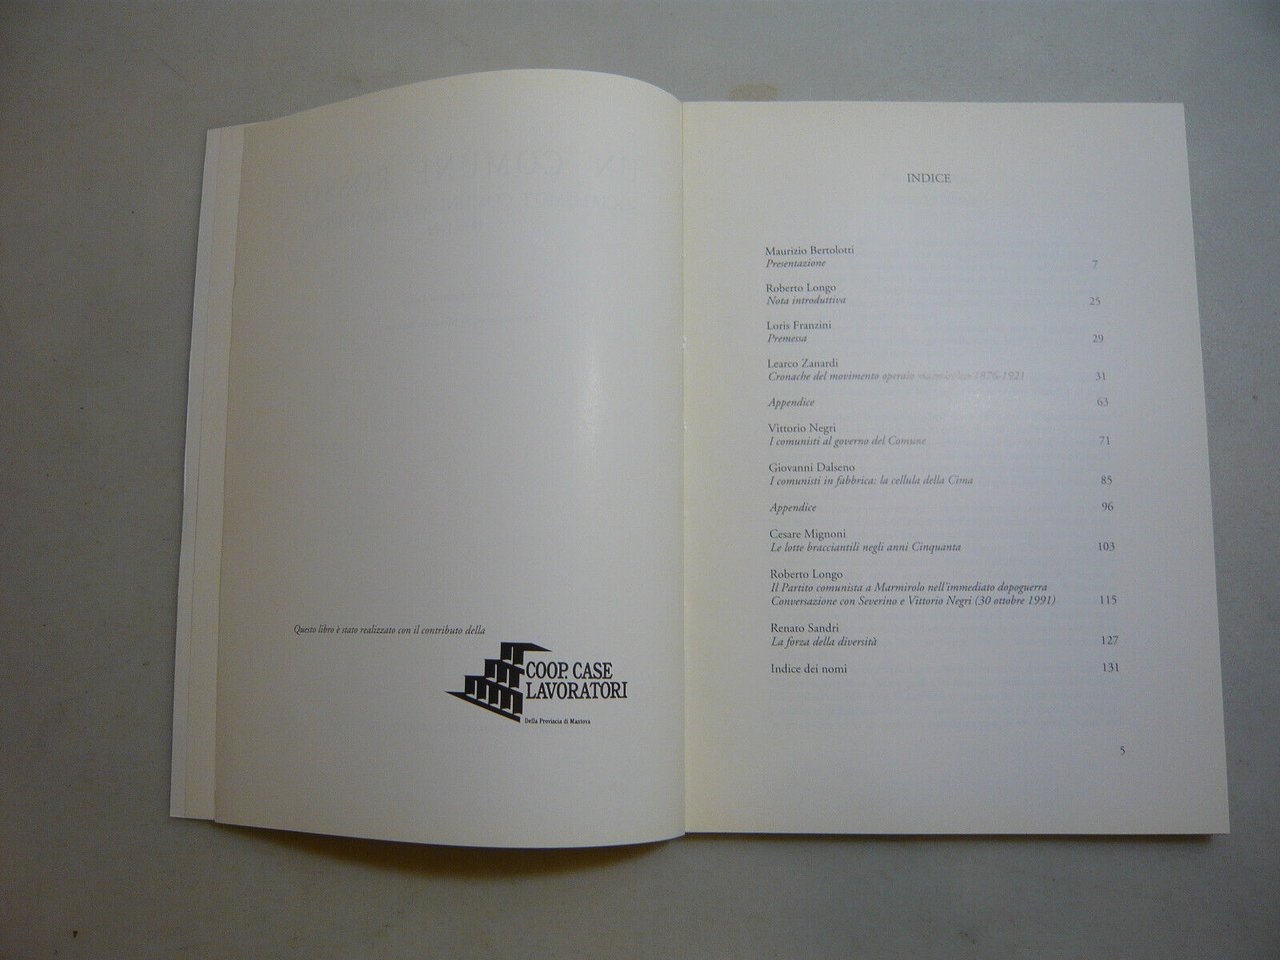 Questo libro è stato realizzato con il contributo della
COOP. CASE
LAVORATORI
Della Provincia di Mantova
INDICE
Maurizio Bertolotti
Presentazione 7
Roberto Longo
Nota introduttiva 25
Loris Franzini
Premessa 29
Learco Zanardi
Cronache del movimento operaio 1876-1921 31
Appendice 63
Vittorio Negri
I comunisti al governo del Comune 71
Giovanni Dalseno
I comunisti in fabbrica: la cellula della Cima 85
Appendice 96
Cesare Mignoni
Le lotte bracciantili negli anni Cinquanta 103
Roberto Longo
Il Partito comunista a Marmirolo nell'immediato dopoguerra
Conversazione con Severino e Vittorio Negri (30 ottobre 1991) 115
Renato Sandri
La forza della diversità 127
Indice dei nomi 131
5